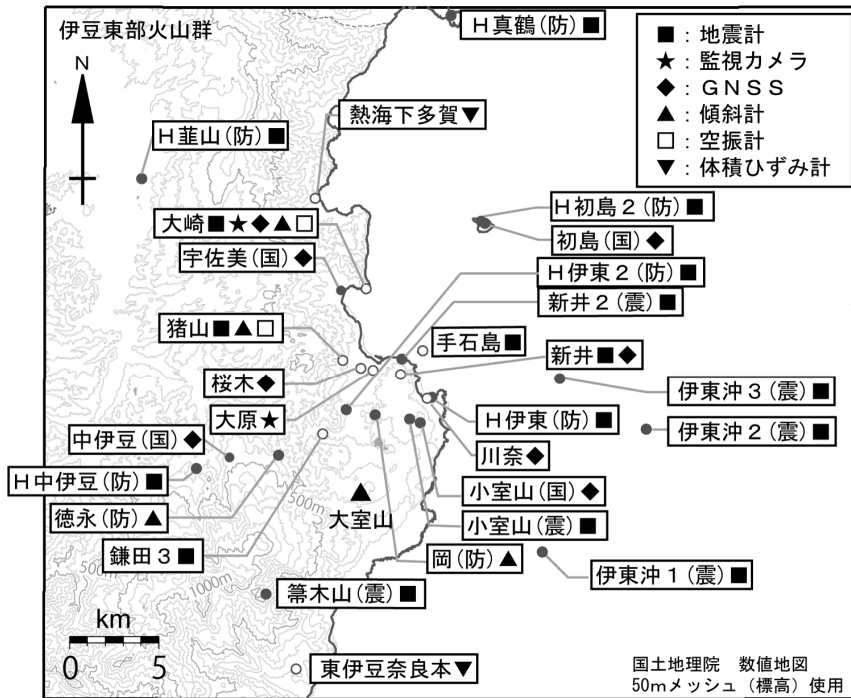 伊豆東部火山群
N
H真鶴(防)■
■：地震計
★：監視カメラ
◆：GNSS
▲：傾斜計
□：空振計
▼：体積ひずみ計
熱海下多賀▼
H韮山(防)■
H初島2(防)■
初島(国)◆
大崎■★◆▲□
宇佐美(国)◆
H伊東2(防)■
新井2(震)■
猪山■▲□
手石島■
新井■◆
桜木◆
伊東沖3(震)■
大原★
H伊東(防)■
伊東沖2(震)■
中伊豆(国)◆
川奈◆
H中伊豆(防)■
小室山(国)◆
500m
徳永(防)▲
大室山
小室山(震)■
鎌田3■
岡(防)▲
500m
伊東沖1(震)■
1000m
箒木山(震)■
km
0 5
東伊豆奈良本▼
国土地理院 数値地図
50mメッシュ(標高)使用